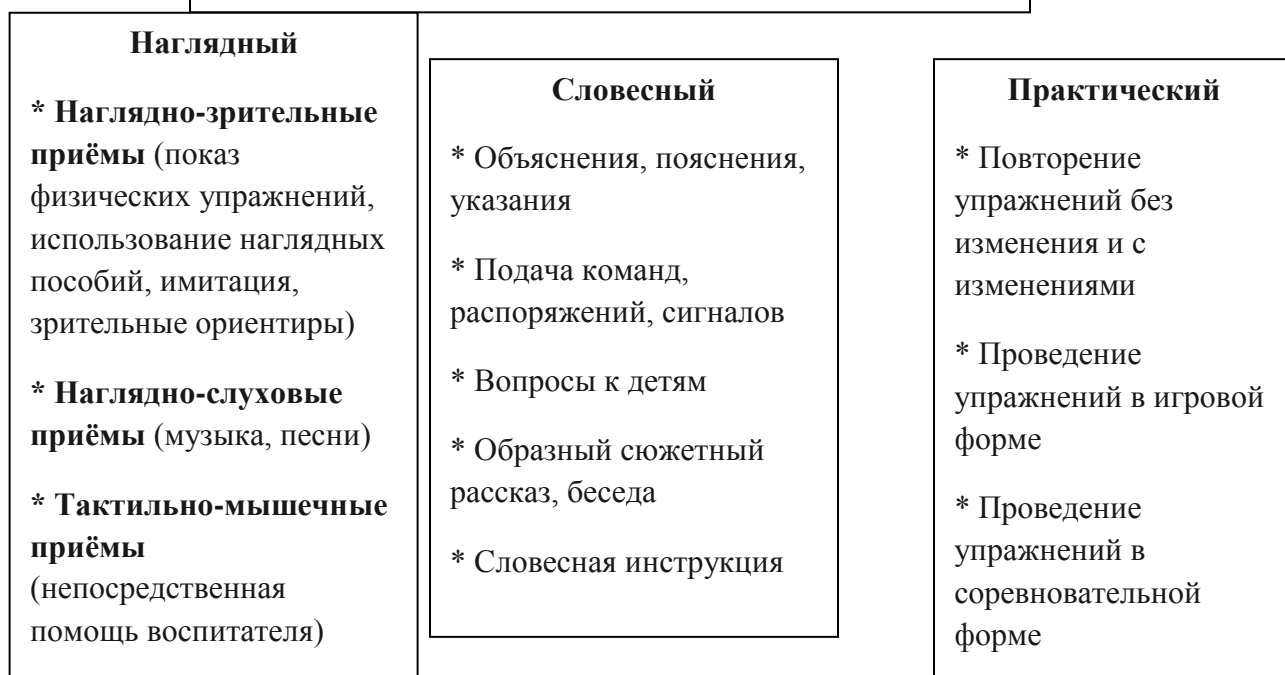 Наглядный
* Наглядно-зрительные
приёмы (показ
физических упражнений,
использование наглядных
пособий, имитация,
зрительные ориентиры)
* Наглядно-слуховые
приёмы (музыка, песни)
* Тактильно-мышечные
приёмы
(непосредственная
помощь воспитателя)
Словесный
* Объяснения, пояснения,
указания
* Подача команд,
распоряжений, сигналов
* Вопросы к детям
* Образный сюжетный
рассказ, беседа
* Словесная инструкция
Практический
* Повторение
упражнений без
изменения и с
изменениями
* Проведение
упражнений в игровой
форме
* Проведение
упражнений в
соревновательной
форме